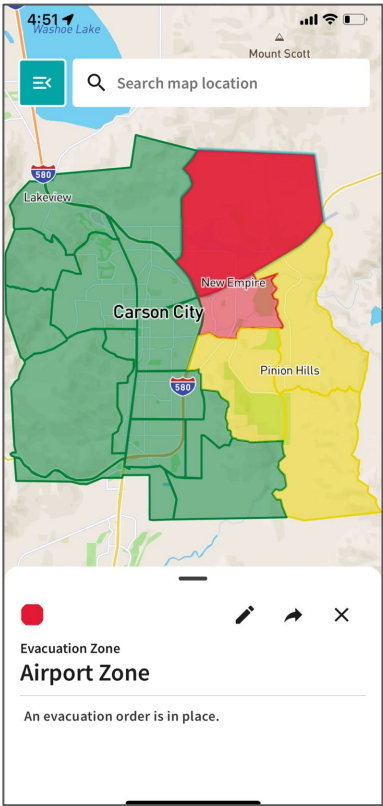 4:51
Washoe Lake
Mount Scott
Search map location
580
Lakeview
New Empire
Carson City
Pinion Hills
580
Evacuation Zone
Airport Zone
An evacuation order is in place.